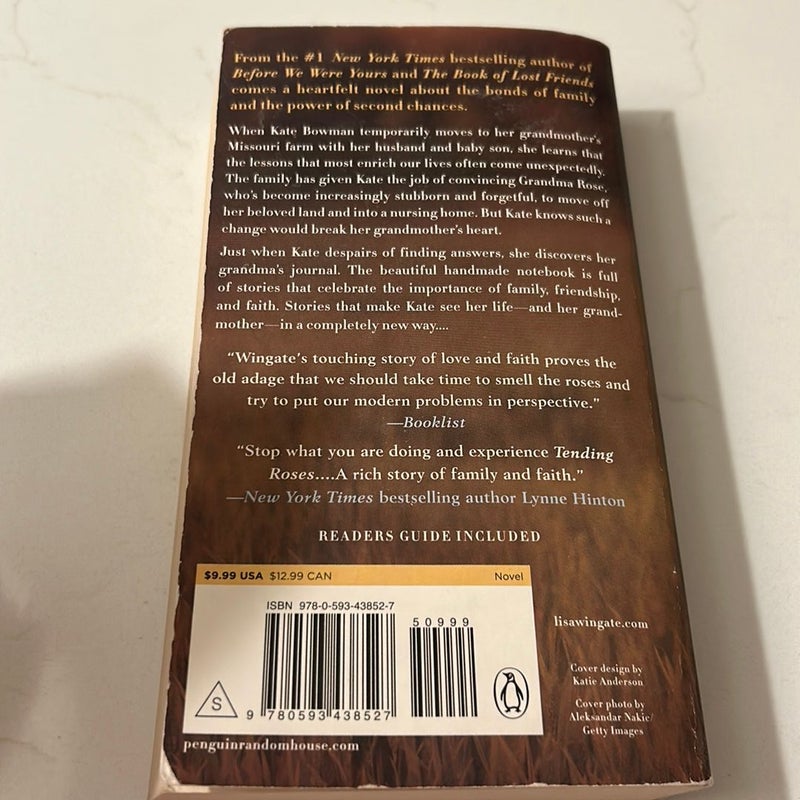 From the #1 New York Times bestselling author of
Before We Were Yours and The Book of Lost Friends
comes a heartfelt novel about the bonds of family
and the power of second chances.
When Kate Bowman temporarily moves to her grandmother's
Missouri farm with her husband and baby son, she learns that
the lessons that most enrich our lives often come unexpectedly.
The family has given Kate the job of convincing Grandma Rose,
who's become increasingly stubborn and forgetful, to move off
her beloved land and into a nursing home. But Kate knows such a
change would break her grandmother's heart.
Just when Kate despairs of finding answers, she discovers her
grandma's journal. The beautiful handmade notebook is full
of stories that celebrate the importance of family, friendship,
and faith. Stories that make Kate see her life—and her grand-
mother—in a completely new way....
"Wingate's touching story of love and faith proves the
old adage that we should take time to smell the roses and
try to put our modern problems in perspective."
—Booklist
"Stop what you are doing and experience Tending
Roses....A rich story of family and faith."
—New York Times bestselling author Lynne Hinton
READERS GUIDE INCLUDED
$9.99 USA $12.99 CAN Novel
ISBN 978-0-593-43852-7
50999
S
9 780593 438527
penguinrandomhouse.com
lisawingate.com
Cover design by
Katie Anderson
Cover photo by
Aleksandar Nakic/
Getty Images